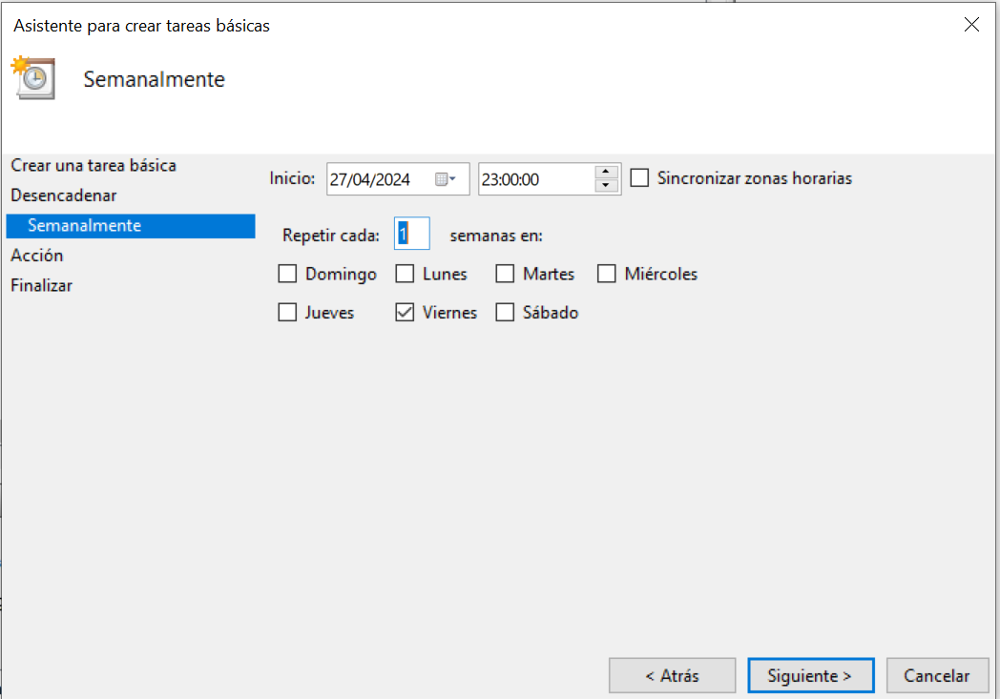 Asistente para crear tareas básicas
Semanalmente
Crear una tarea básica
Desencadenar
Semanalmente
Acción
Finalizar
Inicio: 27/04/2024 23:00:00 Sincronizar zonas horarias
Repetir cada: 1 semanas en:
Domingo Lunes Martes Miércoles
Jueves Viernes Sábado
< Atrás Siguiente > Cancelar